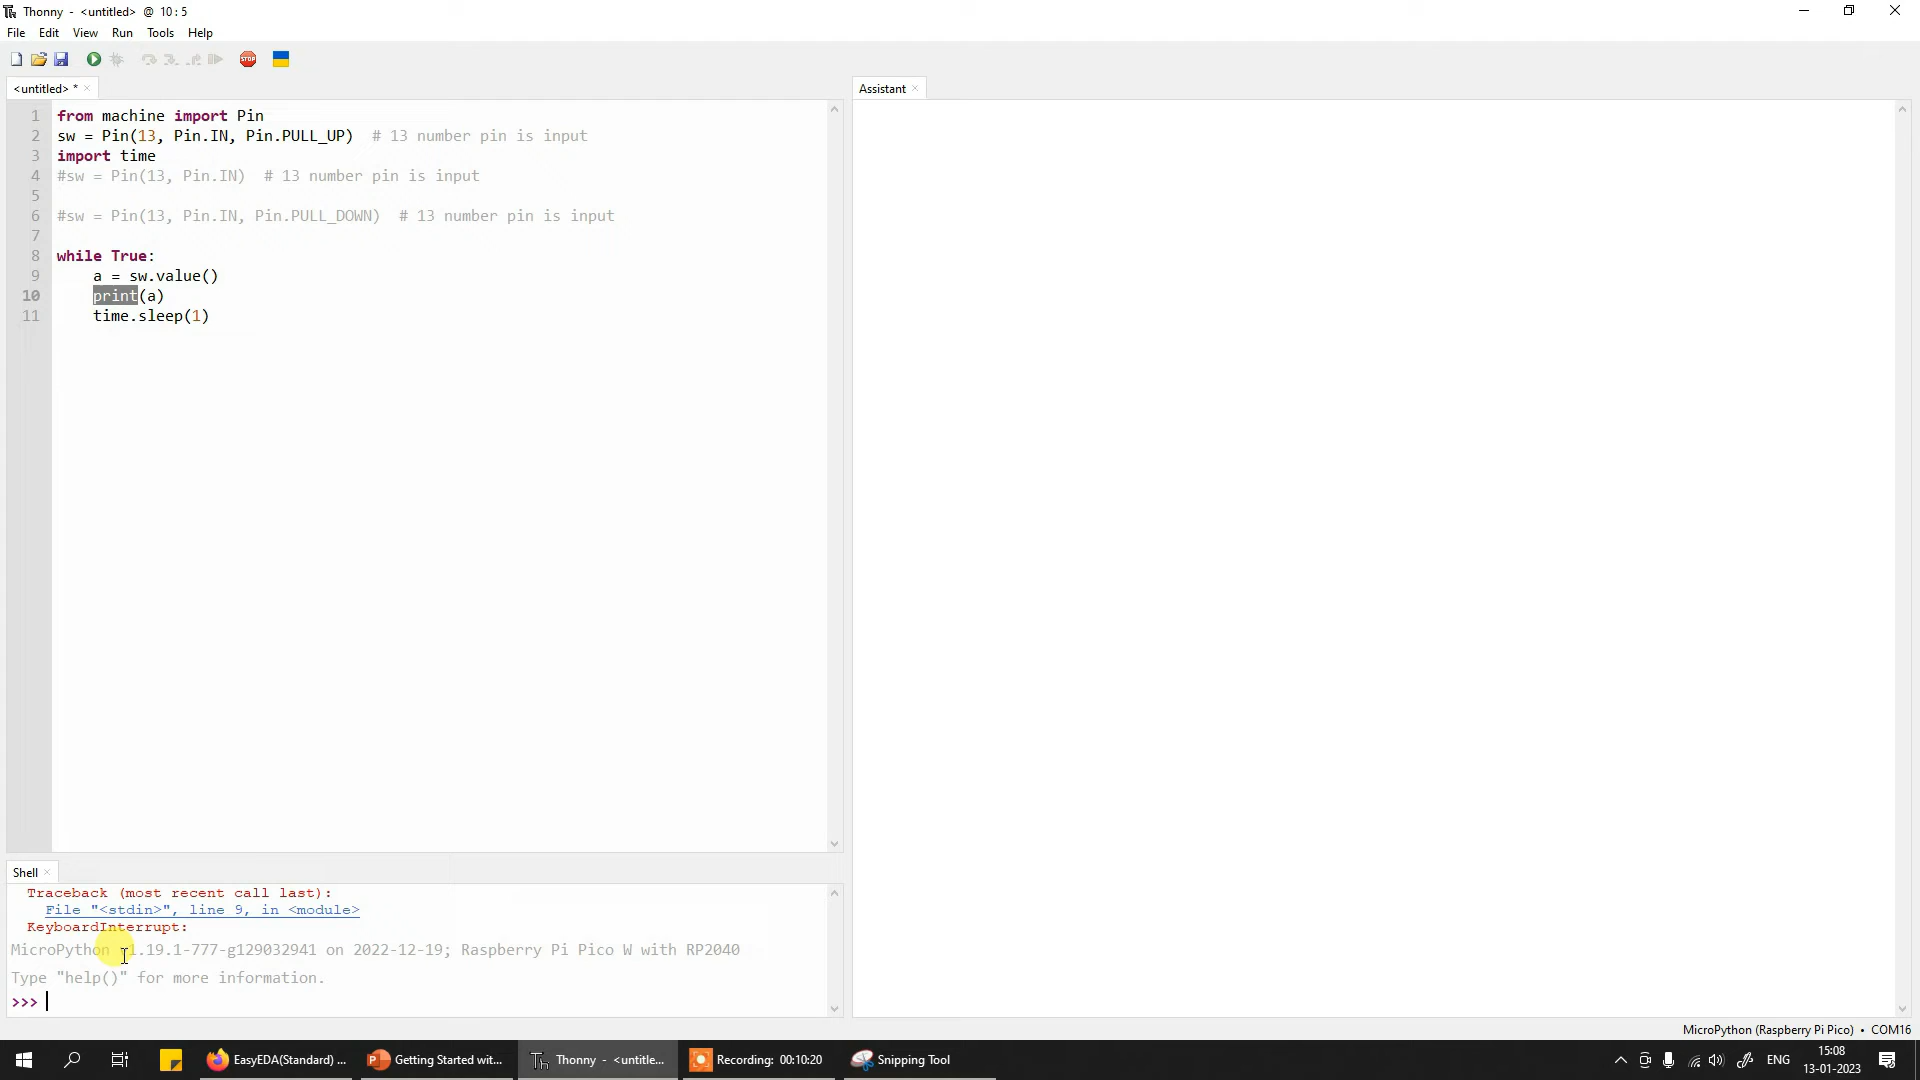 Thonny - <untitled> @ 10:5
File Edit View Run Tools Help
STOP
<untitled> *
Assistant
1 from machine import Pin
2 sw = Pin(13, Pin.IN, Pin.PULL_UP)  # 13 number pin is input
3 import time
4 #sw = Pin(13, Pin.IN)  # 13 number pin is input
5
6 #sw = Pin(13, Pin.IN, Pin.PULL_DOWN)  # 13 number pin is input
7
8 while True:
9     a = sw.value()
10     print(a)
11     time.sleep(1)
Shell
Traceback (most recent call last):
File "<stdin>", line 9, in <module>
KeyboardInterrupt:
MicroPython v1.19.1-777-g129032941 on 2022-12-19; Raspberry Pi Pico W with RP2040
Type "help()" for more information.
>>>
MicroPython (Raspberry Pi Pico) • COM16
EasyEDA(Standard) ...
Getting Started wit...
Thonny - <untitle...
Recording: 00:10:20
Snipping Tool
ENG
15:08
13-01-2023